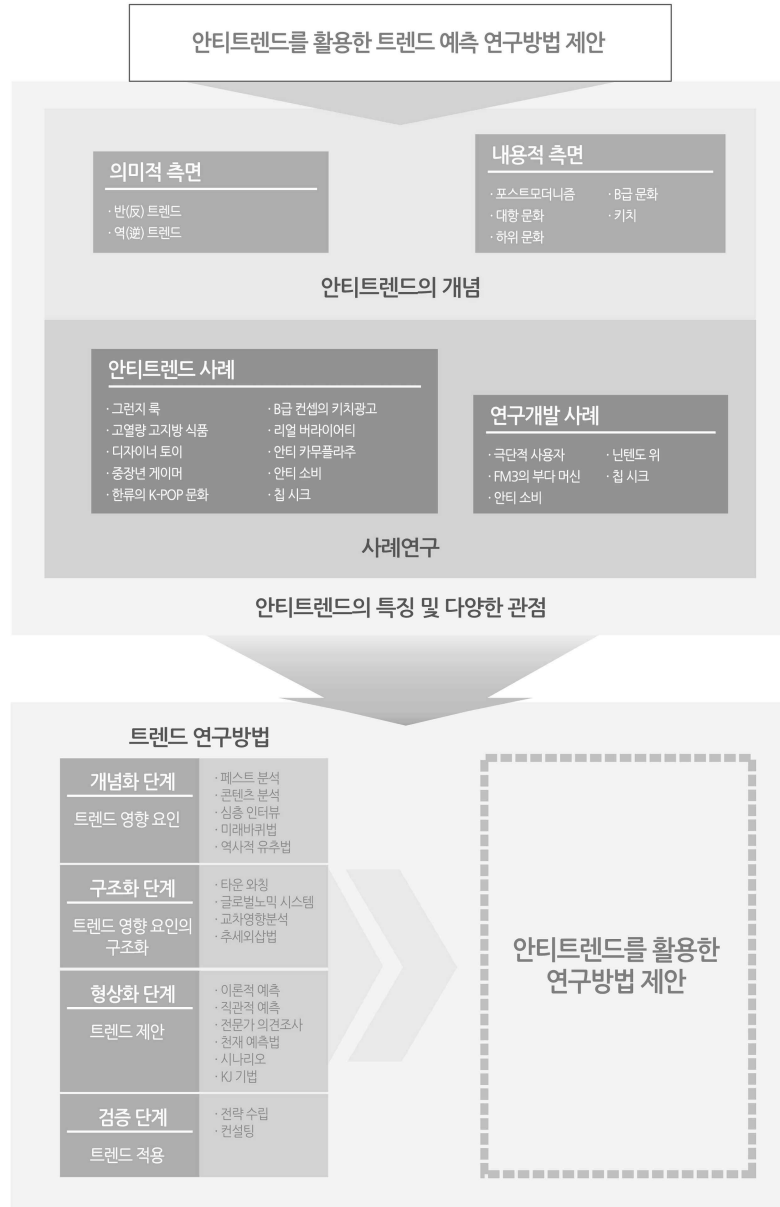 안티트렌드를 활용한 트렌드 예측 연구방법 제안
의미적 측면
· 반(反) 트렌드
· 역(逆) 트렌드
내용적 측면
· 포스트모더니즘
· 대항 문화
· 하위 문화
· B급 문화
· 키치
안티트렌드의 개념
안티트렌드 사례
· 그런지 룩
· 고열량 고지방 식품
· 디자이너 토이
· 중장년 게이머
· 한류의 K-POP 문화
· B급 컨셉의 키치광고
· 리얼 버라이어티
· 안티 카무플라주
· 안티 소비
· 칩 시크
연구개발 사례
· 극단적 사용자
· FM3의 부다 머신
· 안티 소비
· 닌텐도 위
· 칩 시크
사례연구
안티트렌드의 특징 및 다양한 관점
트렌드 연구방법
개념화 단계
트렌드 영향 요인
· 페스트 분석
· 콘텐츠 분석
· 심층 인터뷰
· 미래바퀴법
· 역사적 유추법
구조화 단계
트렌드 영향 요인의
구조화
· 타운 와칭
· 글로벌노믹 시스템
· 교차영향분석
· 추세외삽법
형상화 단계
트렌드 제안
· 이론적 예측
· 직관적 예측
· 전문가 의견조사
· 천재 예측법
· 시나리오
· KJ 기법
검증 단계
트렌드 적용
· 전략 수립
· 컨설팅
안티트렌드를 활용한
연구방법 제안